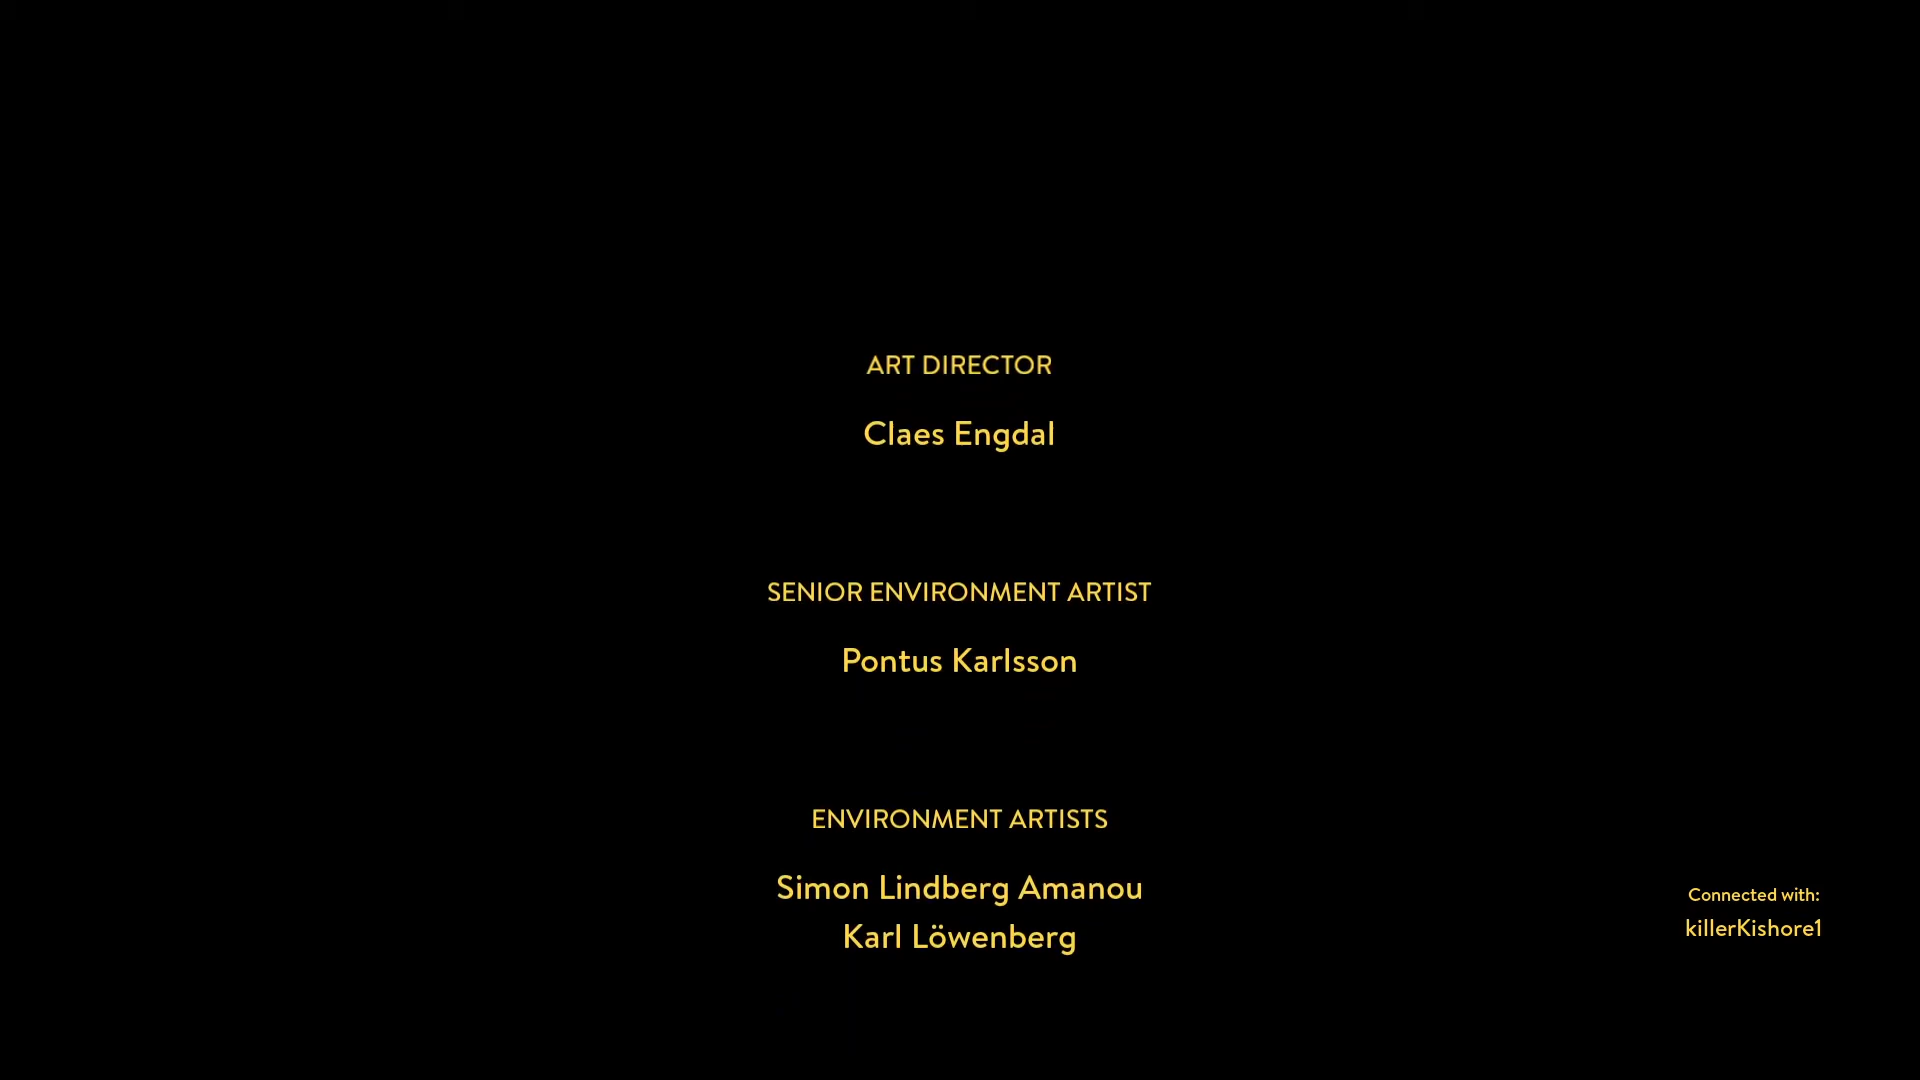 ART DIRECTOR
Claes Engdal
SENIOR ENVIRONMENT ARTIST
Pontus Karlsson
ENVIRONMENT ARTISTS
Simon Lindberg Amanou
Karl Löwenberg
Connected with:
killerKishore1